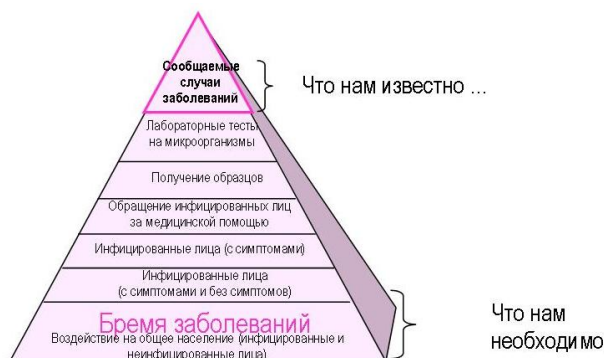 Сообщаемые
случаи
заболеваний
Что нам известно ...
Лабораторные тесты
на микроорганизмы
Получение образцов
Обращение инфицированных лиц
за медицинской помощью
Инфицированные лица (с симптомами)
Инфицированные лица
(с симптомами и без симптомов)
Бремя заболеваний
Воздействие на общее население (инфицированные и
неинфицированные лица)
Что нам
необходимо